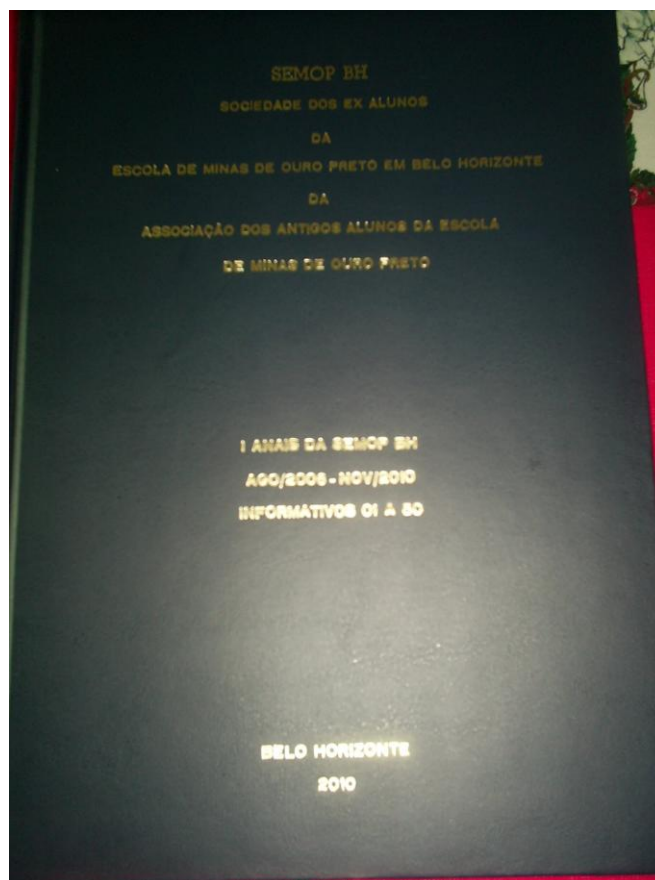 SEMOP BH
SOCIEDADE DOS EX ALUNOS
DA
ESCOLA DE MINAS DE OURO PRETO EM BELO HORIZONTE
DA
ASSOCIAÇÃO DOS ANTIGOS ALUNOS DA ESCOLA
DE MINAS DE OURO PRETO
I ANAIS DA SEMOP BH
AGO/2006 - NOV/2010
INFORMATIVOS 01 A 50
BELO HORIZONTE
2010